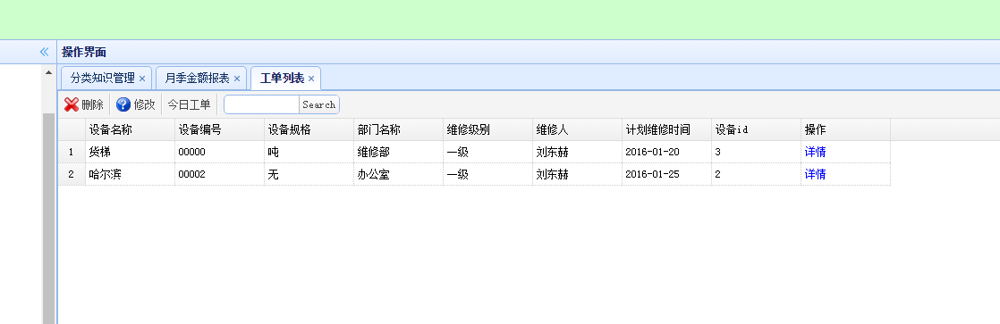 操作界面
分类知识管理 月季金额报表 工单列表
删除 修改 今日工单 Search
设备名称 设备编号 设备规格 部门名称 维修级别 维修人 计划维修时间 设备id 操作
1 货梯 00000 吨 维修部 一级 刘东赫 2016-01-20 3 详情
2 哈尔滨 00002 无 办公室 一级 刘东赫 2016-01-25 2 详情